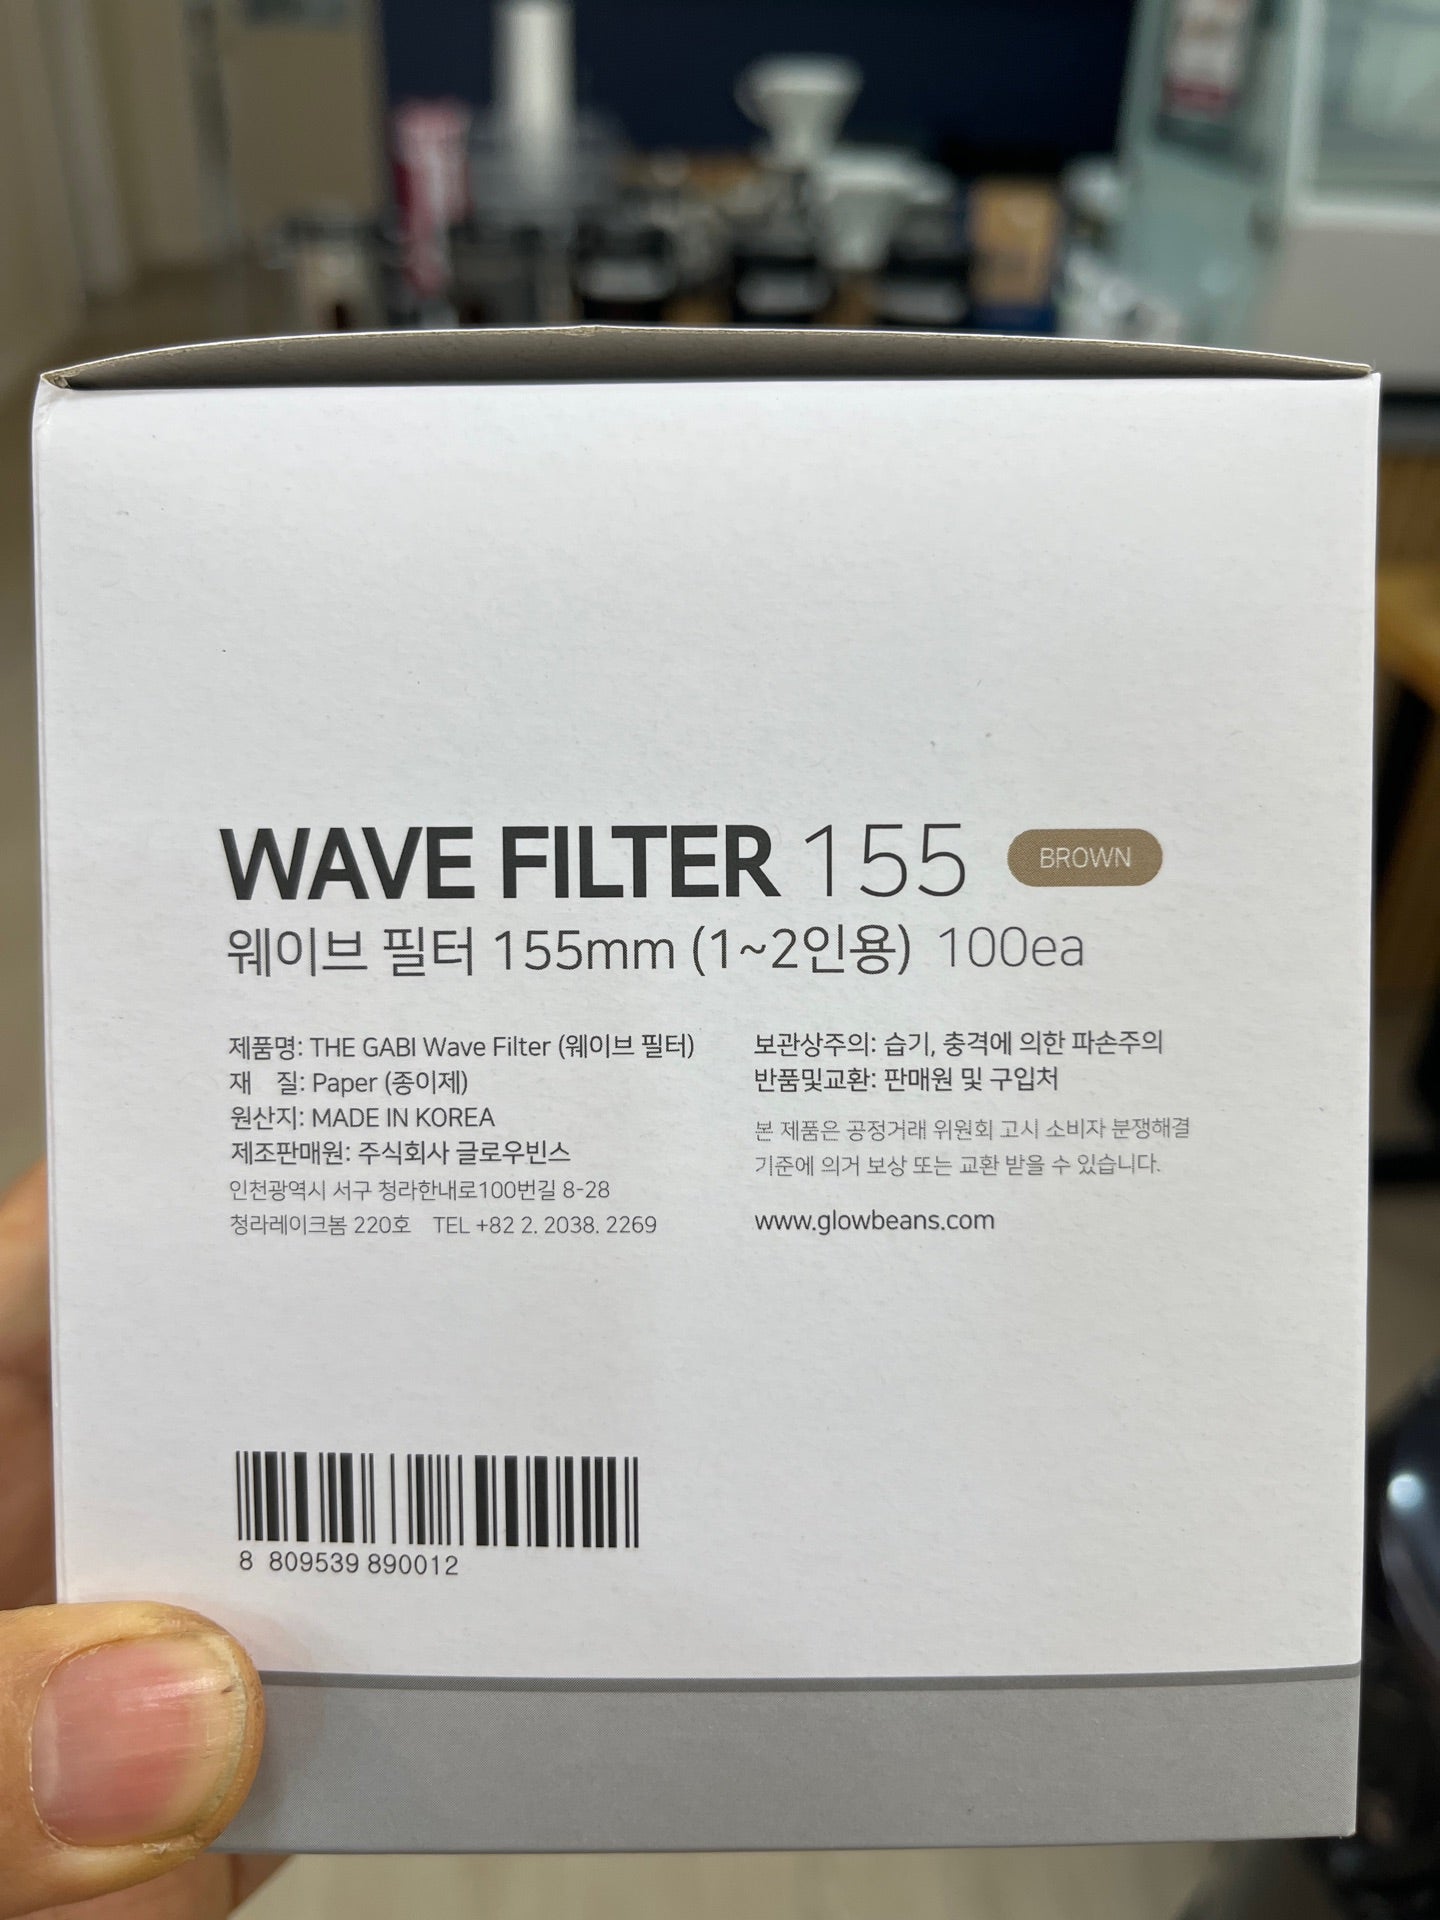 WAVE FILTER 155 BROWN
웨이브 필터 155mm (1~2인용) 100ea
제품명: THE GABI Wave Filter (웨이브 필터)
재 질: Paper (종이제)
원산지: MADE IN KOREA
제조판매원: 주식회사 글로우빈스
인천광역시 서구 청라한내로100번길 8-28
청라레이크봄 220호 TEL +82 2. 2038. 2269
보관상주의: 습기, 충격에 의한 파손주의
반품및교환: 판매원 및 구입처
본 제품은 공정거래 위원회 고시 소비자 분쟁해결
기준에 의거 보상 또는 교환 받을 수 있습니다.
www.glowbeans.com
8 809539 890012